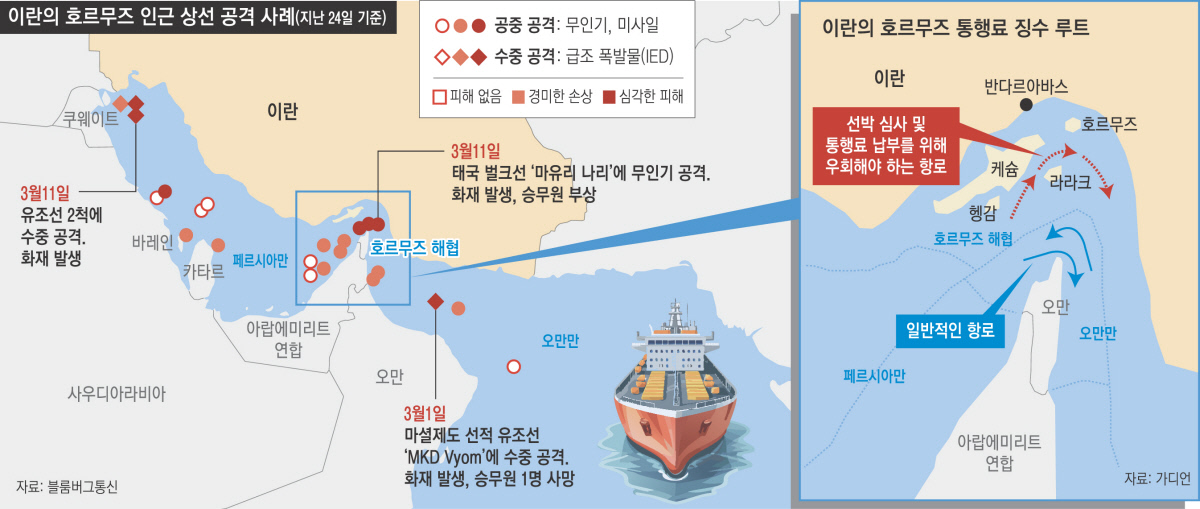 이란의 호르무즈 인근 상선 공격 사례(지난 24일 기준)
공중 공격: 무인기, 미사일
수중 공격: 급조 폭발물(IED)
피해 없음 경미한 손상 심각한 피해
이란
쿠웨이트
3월11일
유조선 2척에
수중 공격.
화재 발생
3월11일
태국 벌크선 ‘마유리 나리’에 무인기 공격.
화재 발생, 승무원 부상
바레인
카타르
페르시아만
호르무즈 해협
아랍에미리트
연합
사우디아라비아
오만
오만만
3월1일
마셜제도 선적 유조선
‘MKD Vyom’에 수중 공격.
화재 발생, 승무원 1명 사망
자료: 블룸버그통신
이란의 호르무즈 통행료 징수 루트
이란
반다르아바스
호르무즈
선박 심사 및
통행료 납부를 위해
우회해야 하는 항로
케슘
라라크
헹감
호르무즈 해협
일반적인 항로
오만
오만만
페르시아만
아랍에미리트
연합
자료: 가디언